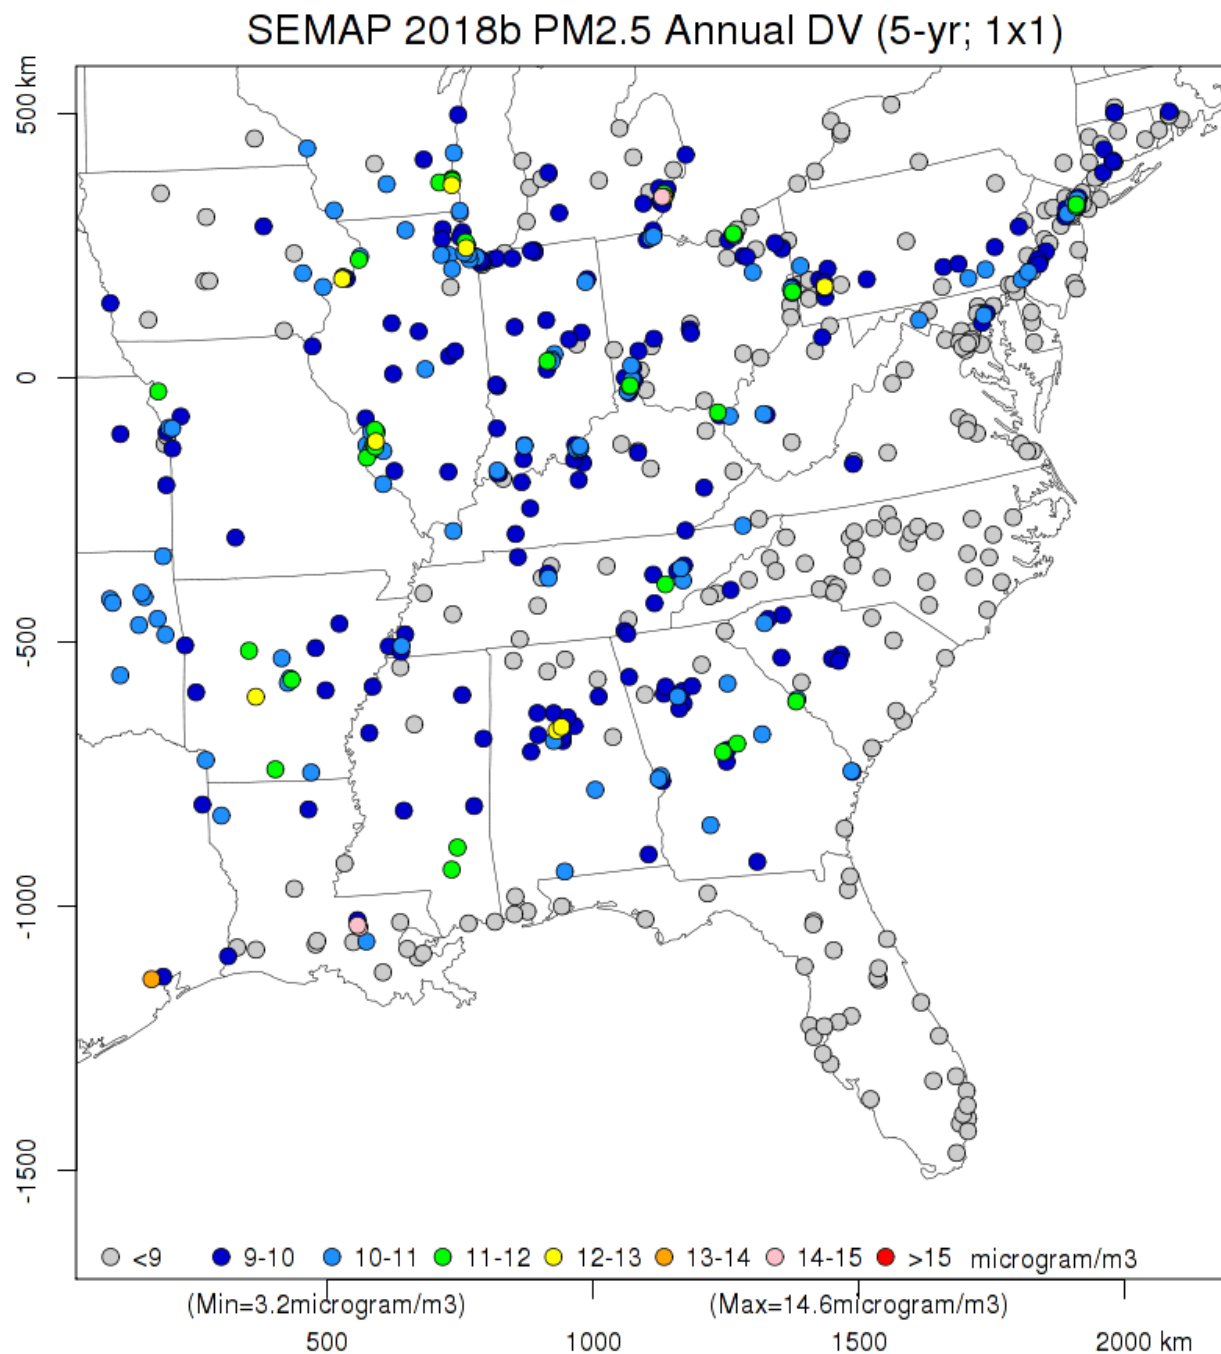 SEMAP 2018b PM2.5 Annual DV (5-yr; 1x1)
500 km
0
-500
-1000
-1500
<9 9-10 10-11 11-12 12-13 13-14 14-15 >15 microgram/m3
(Min=3.2microgram/m3) (Max=14.6microgram/m3)
500 1000 1500 2000 km